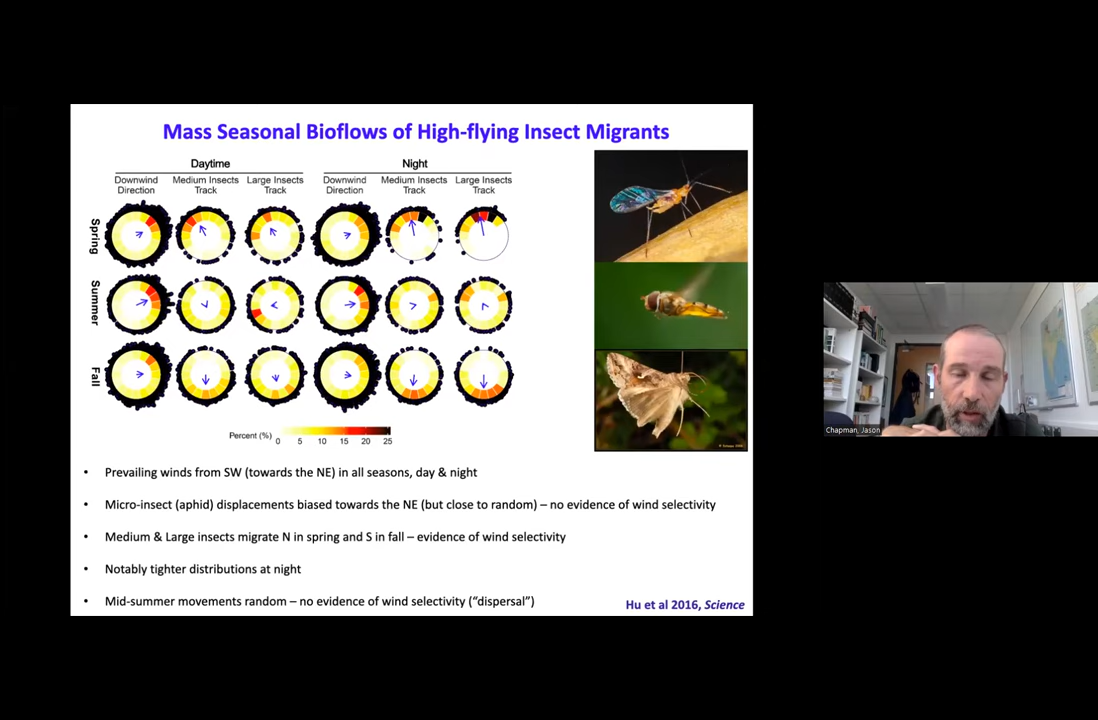 Mass Seasonal Bioflows of High-flying Insect Migrants
Daytime Night
Downwind Direction Medium Insects Track Large Insects Track Downwind Direction Medium Insects Track Large Insects Track
Spring
Summer
Fall
Percent (%) 0 5 10 15 20 25
• Prevailing winds from SW (towards the NE) in all seasons, day & night
• Micro-insect (aphid) displacements biased towards the NE (but close to random) – no evidence of wind selectivity
• Medium & Large insects migrate N in spring and S in fall – evidence of wind selectivity
• Notably tighter distributions at night
• Mid-summer movements random – no evidence of wind selectivity (“dispersal”)
Hu et al 2016, Science
Chapman, Jason